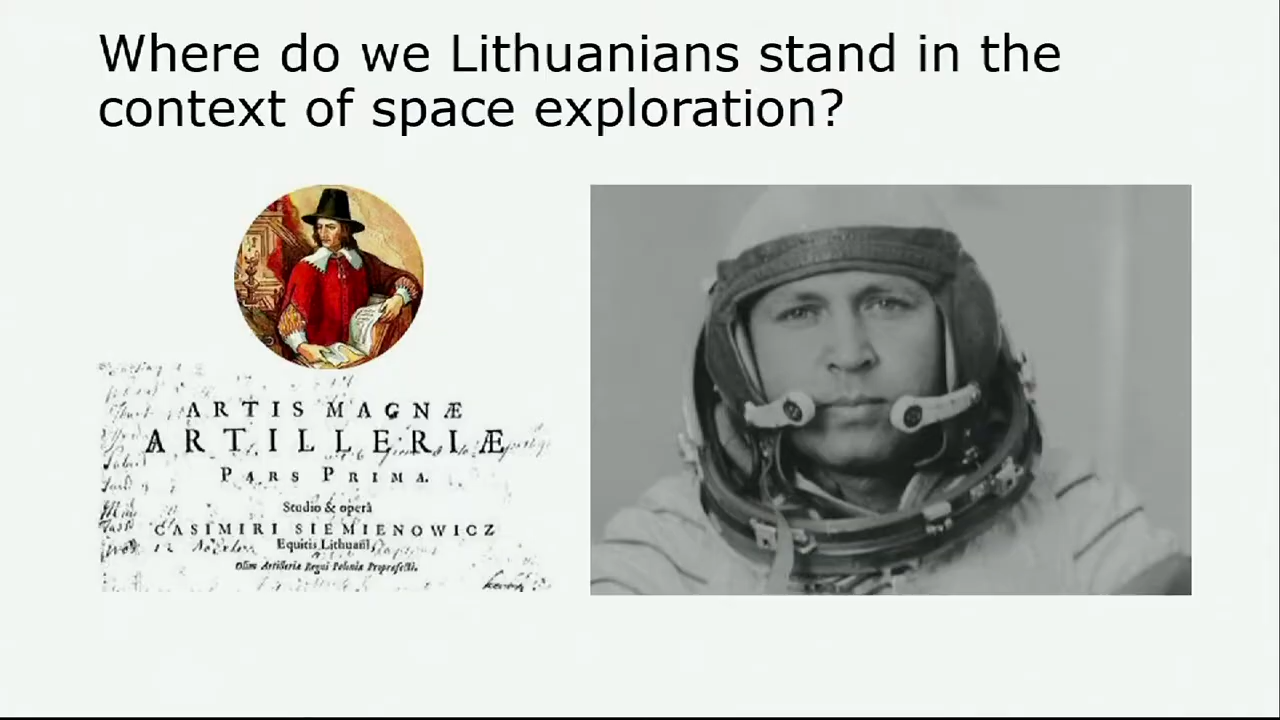 Where do we Lithuanians stand in the
context of space exploration?
ARTIS MAGNÆ
ARTILLERIÆ
PARS PRIMA.
Studio & operâ
CASIMIRI SIEMIENOWICZ
Equitis Lithuani,
Olim Artilleriæ Regni Poloniæ Propræfecti.